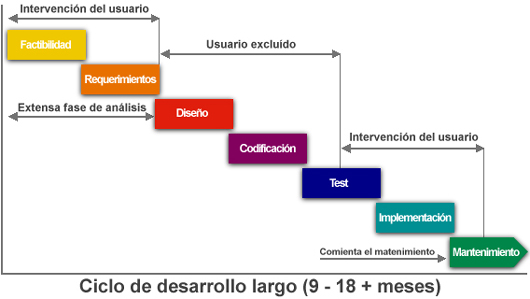 Intervención del usuario
Factibilidad
Usuario excluido
Requerimientos
Extensa fase de análisis
Diseño
Codificación
Intervención del usuario
Test
Implementación
Comienta el matenimiento
Mantenimiento
Ciclo de desarrollo largo (9 - 18 + meses)